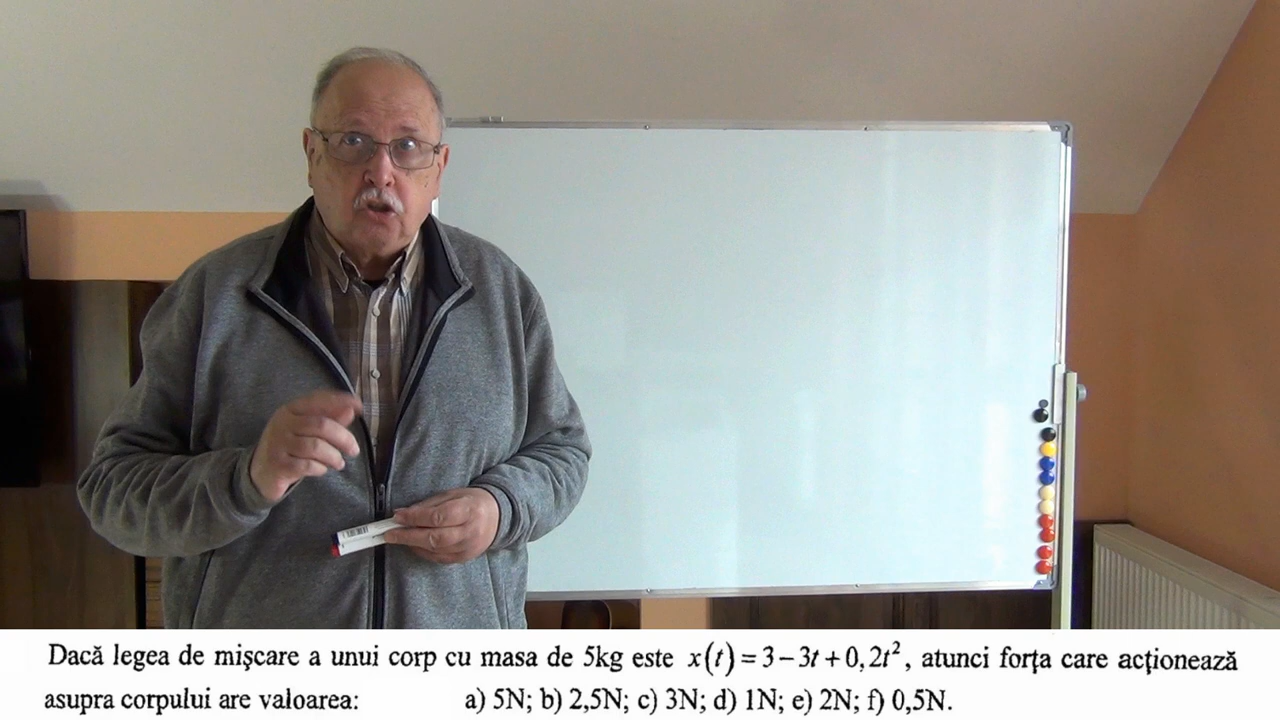 Dacă legea de mişcare a unui corp cu masa de 5kg este x(t)=3−3t+0,2t², atunci forţa care acţionează
asupra corpului are valoarea: a) 5N; b) 2,5N; c) 3N; d) 1N; e) 2N; f) 0,5N.